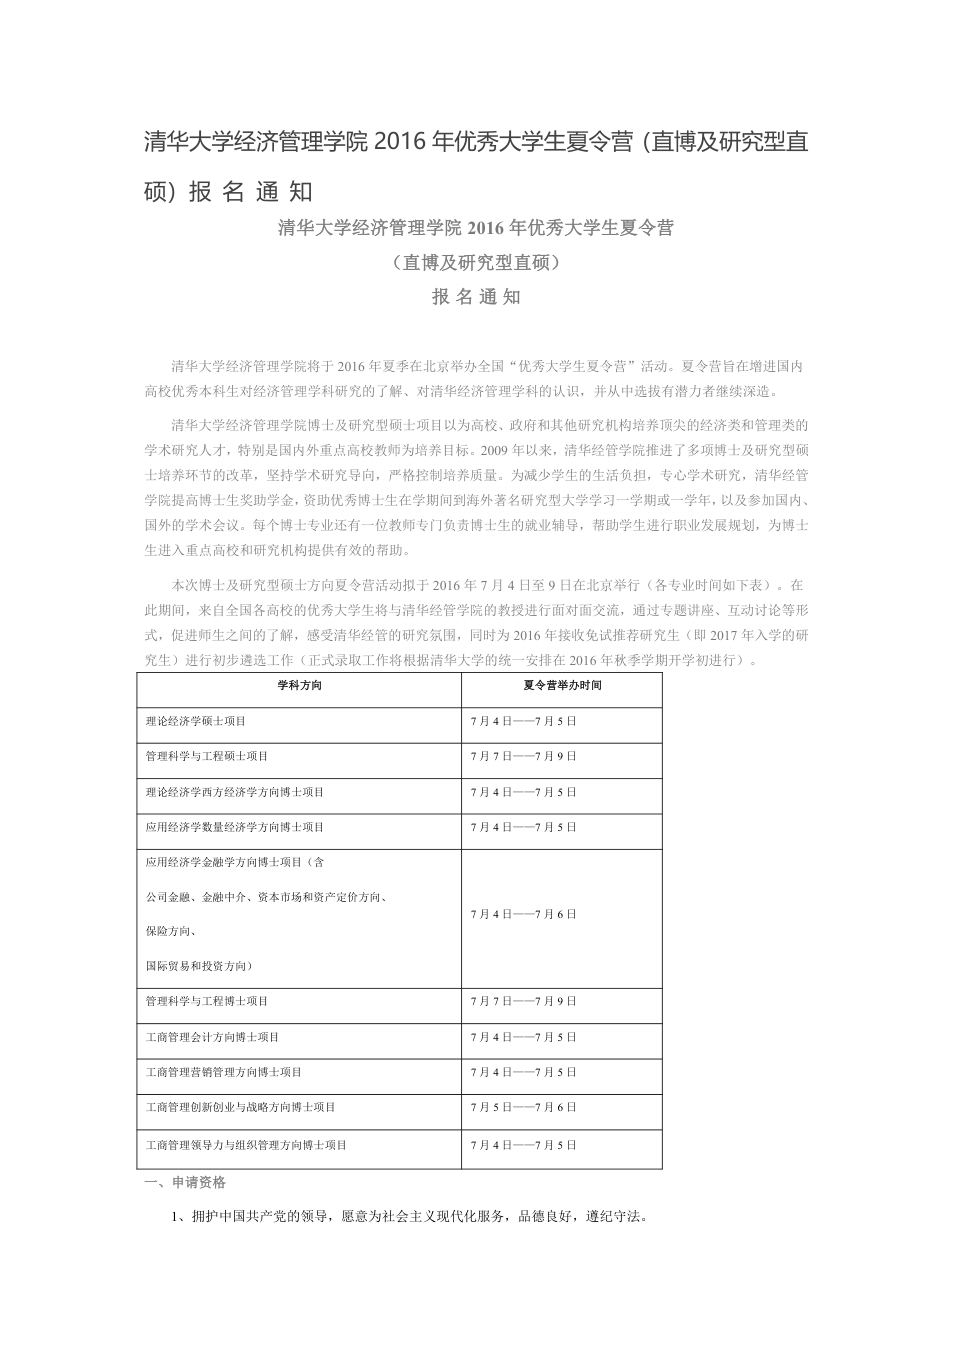 清华大学经济管理学院 2016 年优秀大学生夏令营（直博及研究型直
硕）报 名 通 知
清华大学经济管理学院 2016 年优秀大学生夏令营
（直博及研究型直硕）
报 名 通 知
清华大学经济管理学院将于 2016 年夏季在北京举办全国“优秀大学生夏令营”活动。夏令营旨在增进国内
高校优秀本科生对经济管理学科研究的了解、对清华经济管理学科的认识，并从中选拔有潜力者继续深造。
清华大学经济管理学院博士及研究型硕士项目以为高校、政府和其他研究机构培养顶尖的经济类和管理类的
学术研究人才，特别是国内外重点高校教师为培养目标。2009 年以来，清华经管学院推进了多项博士及研究型硕
士培养环节的改革，坚持学术研究导向，严格控制培养质量。为减少学生的生活负担，专心学术研究，清华经管
学院提高博士生奖助学金，资助优秀博士生在学期间到海外著名研究型大学学习一学期或一学年，以及参加国内、
国外的学术会议。每个博士专业还有一位教师专门负责博士生的就业辅导，帮助学生进行职业发展规划，为博士
生进入重点高校和研究机构提供有效的帮助。
本次博士及研究型硕士方向夏令营活动拟于 2016 年 7 月 4 日至 9 日在北京举行（各专业时间如下表）。在
此期间，来自全国各高校的优秀大学生将与清华经管学院的教授进行面对面交流，通过专题讲座、互动讨论等形
式，促进师生之间的了解，感受清华经管的研究氛围，同时为 2016 年接收免试推荐研究生（即 2017 年入学的研
究生）进行初步遴选工作（正式录取工作将根据清华大学的统一安排在 2016 年秋季学期开学初进行）。
学科方向 夏令营举办时间
理论经济学硕士项目 7 月 4 日——7 月 5 日
管理科学与工程硕士项目 7 月 7 日——7 月 9 日
理论经济学西方经济学方向博士项目 7 月 4 日——7 月 5 日
应用经济学数量经济学方向博士项目 7 月 4 日——7 月 5 日
应用经济学金融学方向博士项目（含
公司金融、金融中介、资本市场和资产定价方向、
保险方向、
国际贸易和投资方向） 7 月 4 日——7 月 6 日
管理科学与工程博士项目 7 月 7 日——7 月 9 日
工商管理会计方向博士项目 7 月 4 日——7 月 5 日
工商管理营销管理方向博士项目 7 月 4 日——7 月 5 日
工商管理创新创业与战略方向博士项目 7 月 5 日——7 月 6 日
工商管理领导力与组织管理方向博士项目 7 月 4 日——7 月 5 日
一、申请资格
1、拥护中国共产党的领导，愿意为社会主义现代化服务，品德良好，遵纪守法。